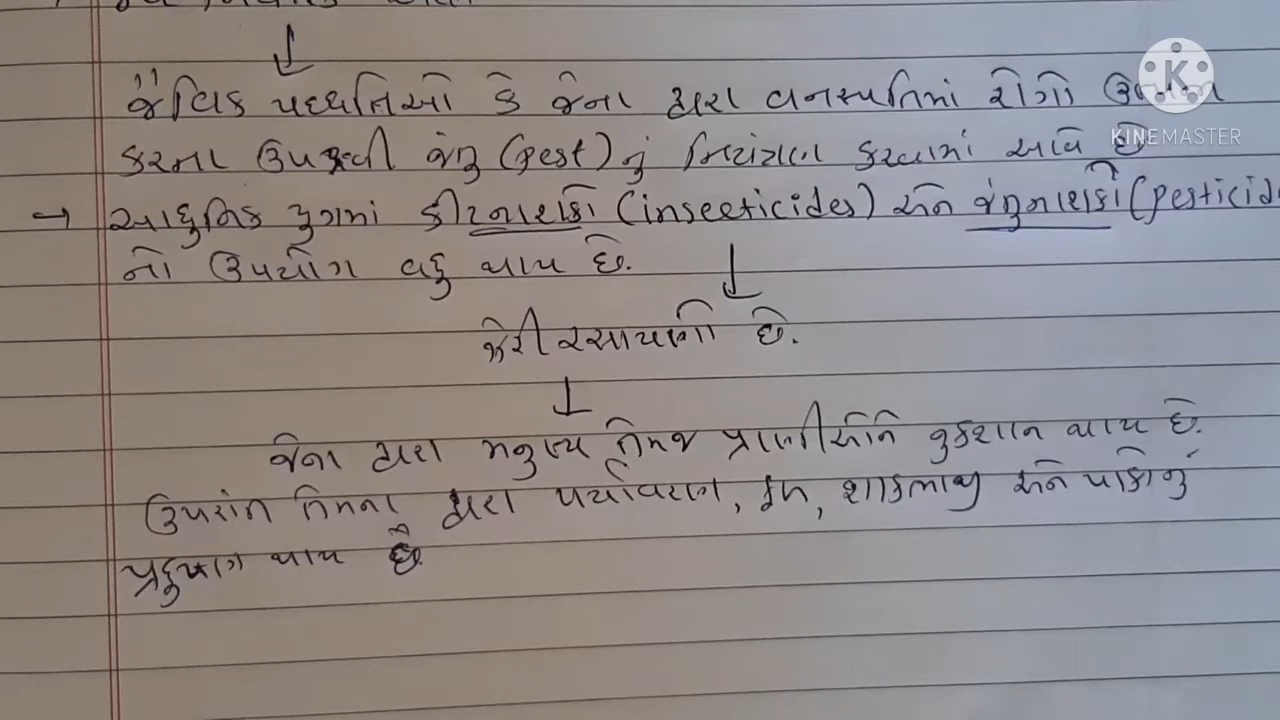 જૈવિક પદ્ધતિઓ કે જેના દ્વારા વનસ્પતિમાં રોગો
કરનારા ઉપદ્રવી જંતુ (pest) નું નિયંત્રણ કરવામાં આવે છે
→ આધુનિક યુગમાં કીટનાશકો (insecticides) અને જંતુનાશકો (pesticid
નો ઉપયોગ વધુ થાય છે.
ઝેરી રસાયણો છે.
જેના દ્વારા મનુષ્ય તેમજ પ્રાણીઓને નુકશાન થાય છે.
ઉપરાંત તેમના દ્વારા પર્યાવરણ, ફળ, શાકભાજી અને પાકોનું
પ્રદુષણ થાય છે.
KINEMASTER